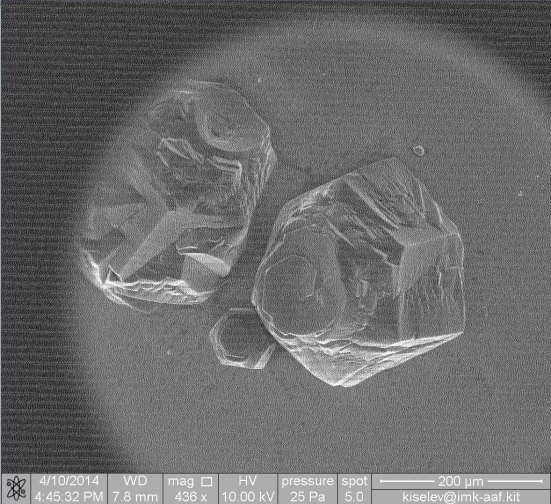 4/10/2014 WD mag HV pressure spot 200 µm
4:45:32 PM 7.8 mm 436 x 10.00 kV 25 Pa 5.0 kiselev@imk-aaf.kit